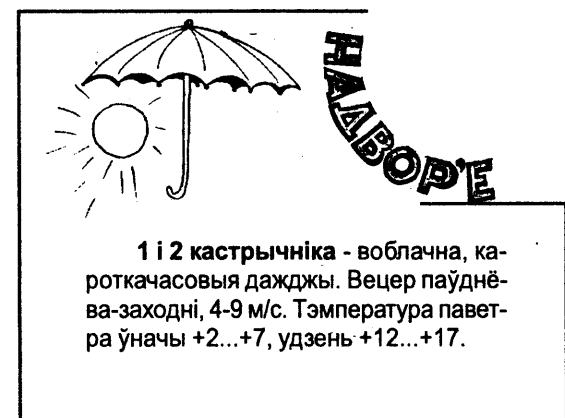 НАДВОР'Е
1 і 2 кастрычніка - воблачна, ка-
роткачасовыя дажджы. Вецер паўднё-
ва-заходні, 4-9 м/с. Тэмпература павет-
ра ўначы +2...+7, удзень +12...+17.